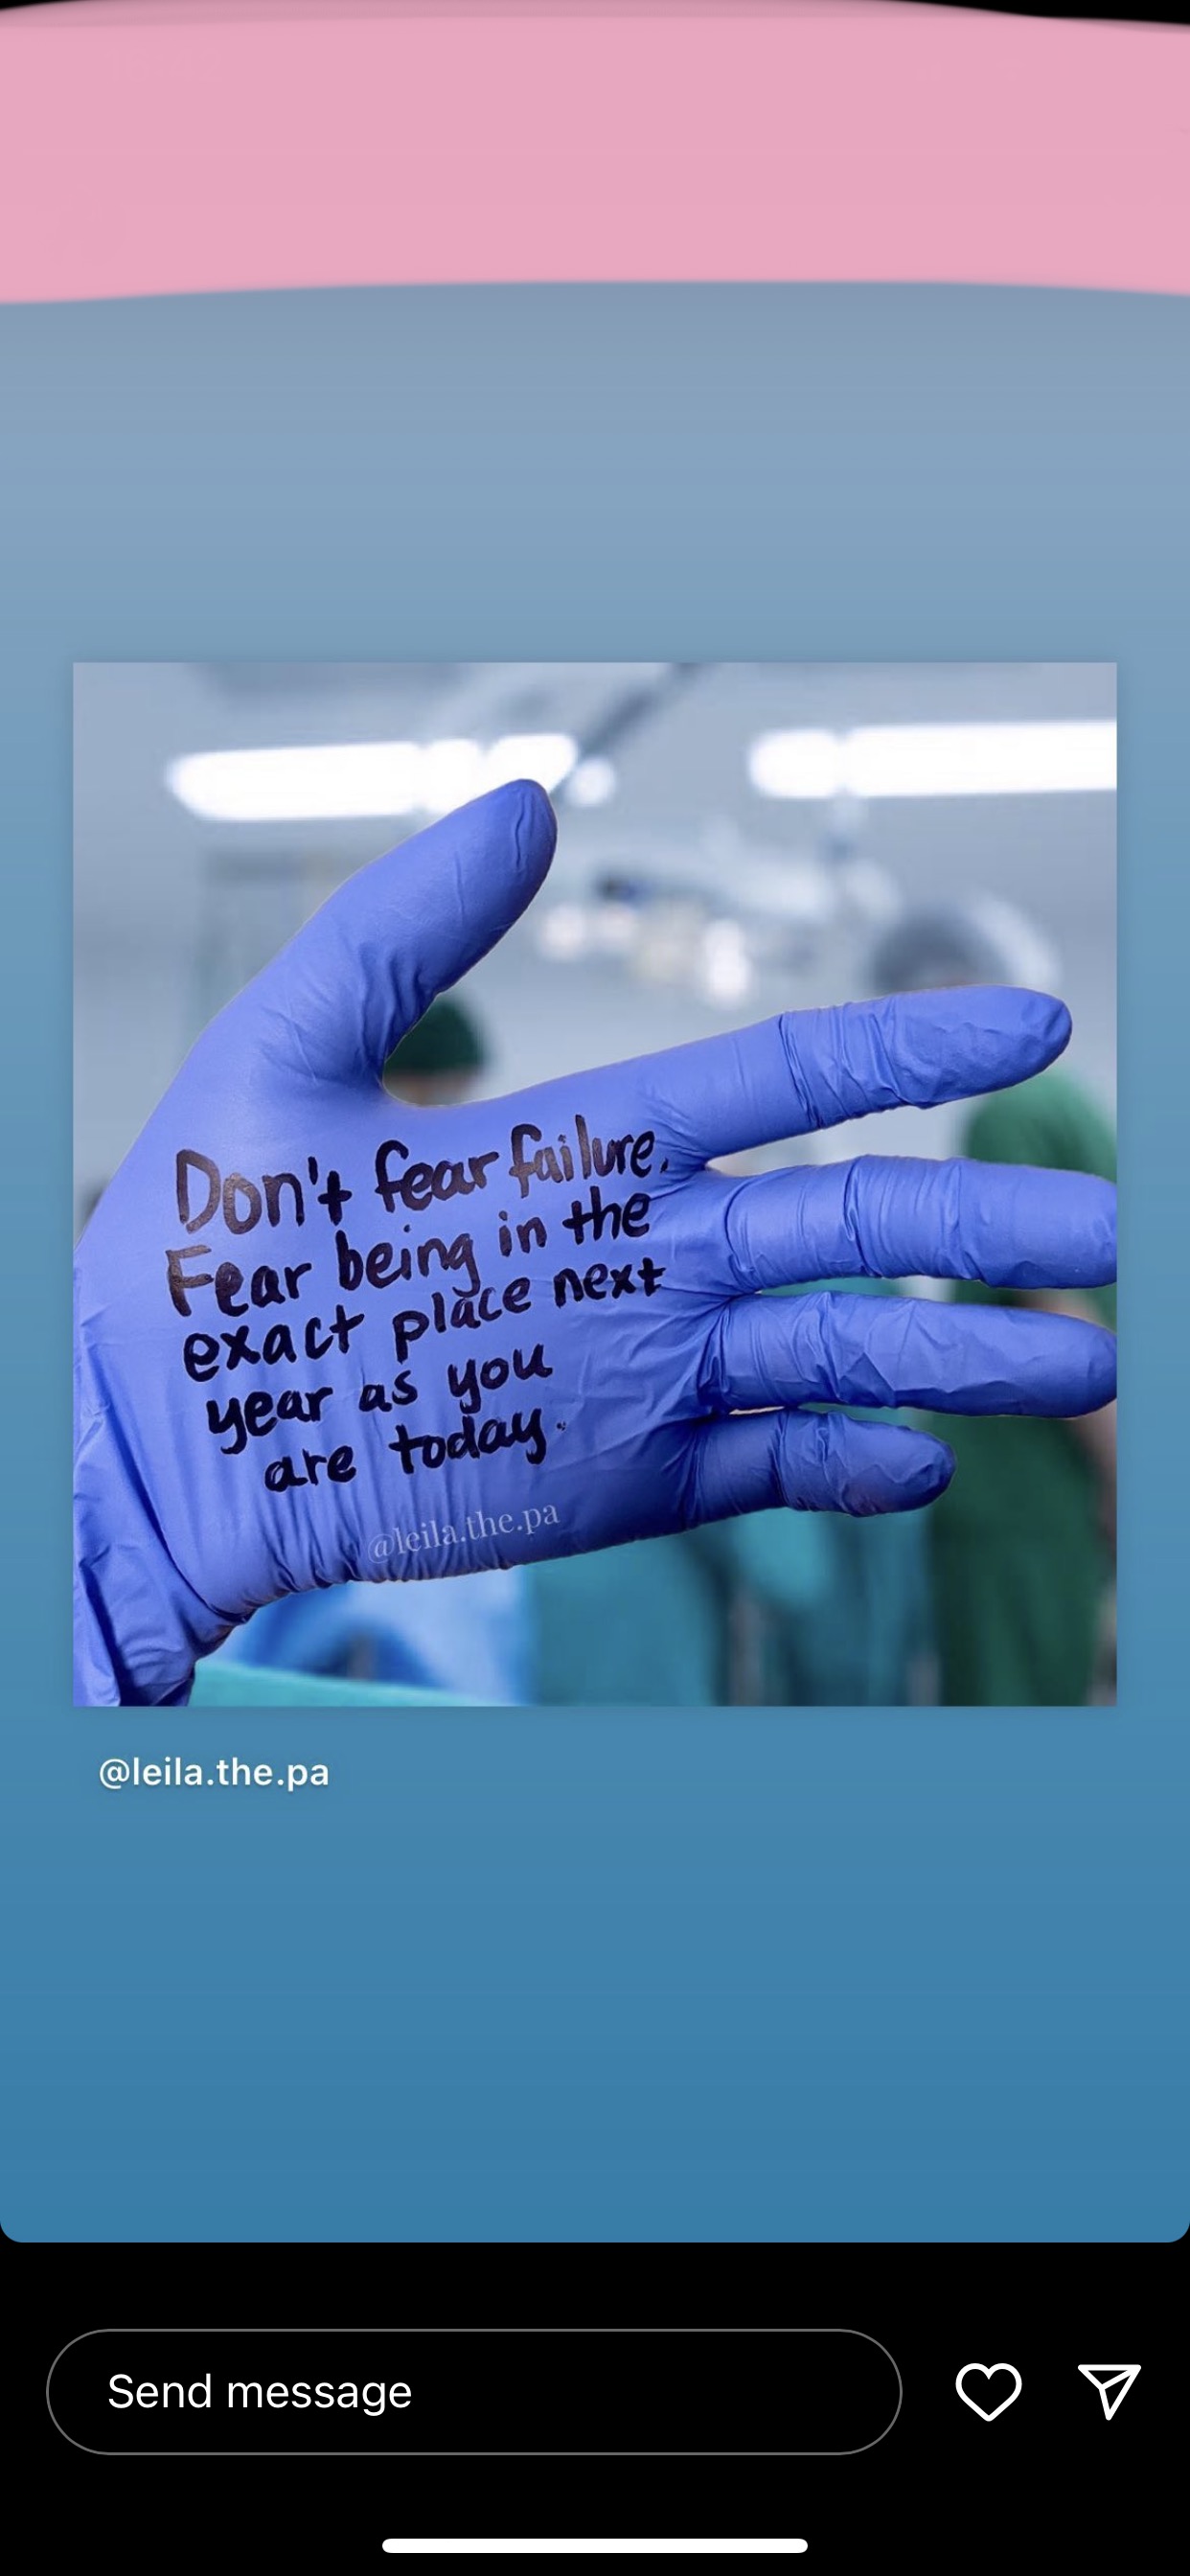 Don't fear failure.
Fear being in the
exact place next
year as you
are today.
@leila.the.pa
@leila.the.pa
Send message